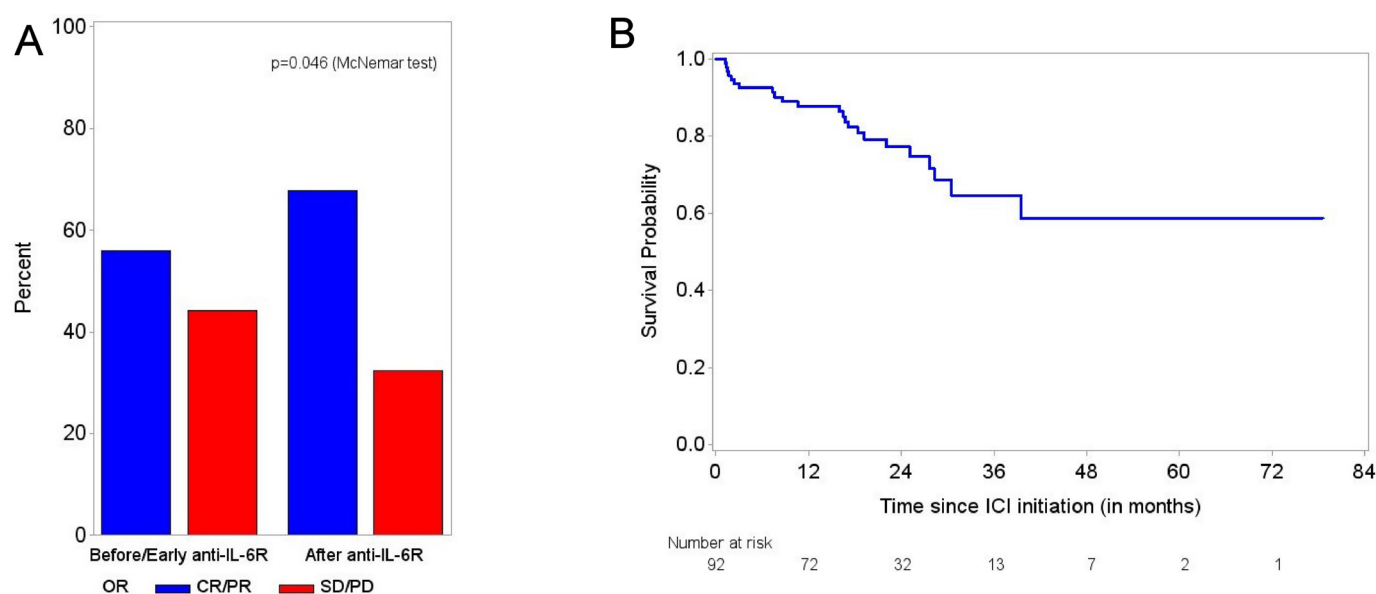 A
100
80
60
40
20
0
Percent
p=0.046 (McNemar test)
Before/Early anti-IL-6R After anti-IL-6R
OR CR/PR SD/PD
B
1.0
0.8
0.6
0.4
0.2
0.0
Survival Probability
0 12 24 36 48 60 72 84
Time since ICI initiation (in months)
Number at risk
92 72 32 13 7 2 1